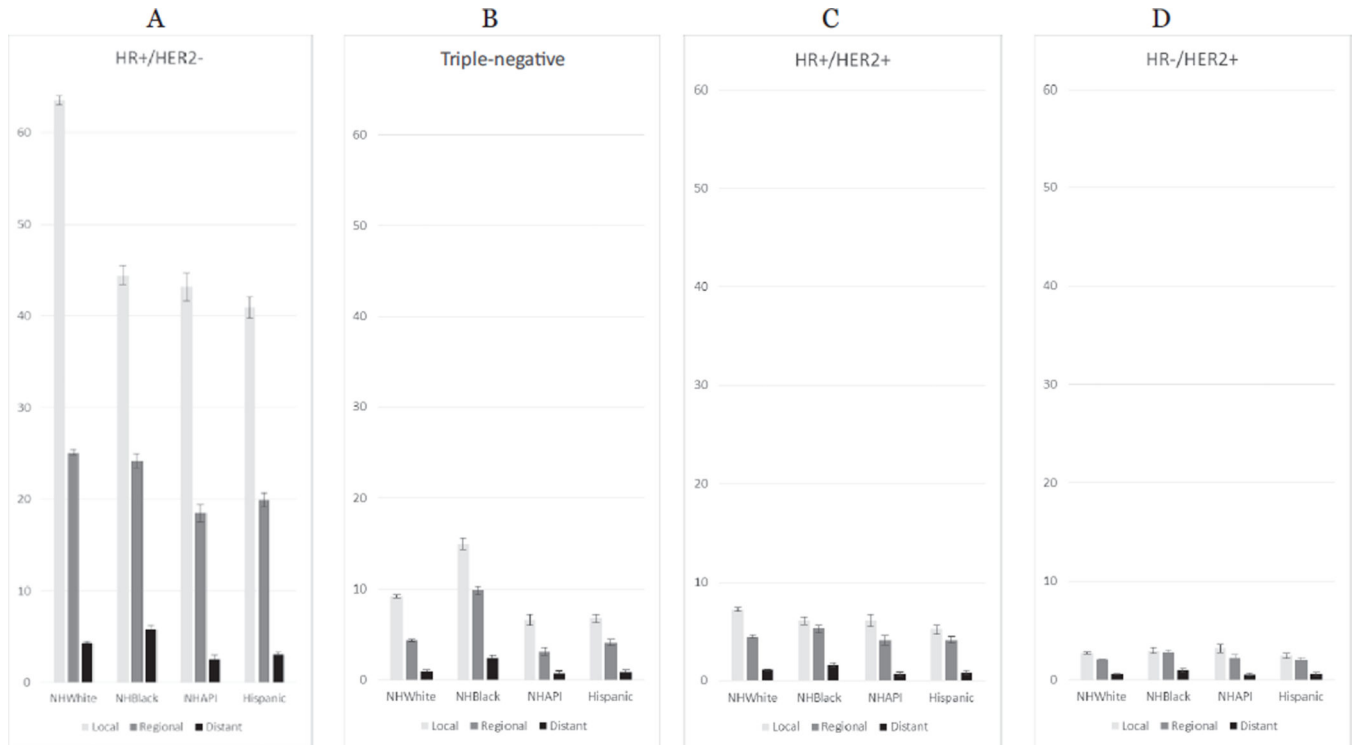 A
HR+/HER2-
60
50
40
30
20
10
0
NHWhite NHBlack NHAPI Hispanic
Local Regional Distant
B
Triple-negative
60
50
40
30
20
10
0
NHWhite NHBlack NHAPI Hispanic
Local Regional Distant
C
HR+/HER2+
60
50
40
30
20
10
0
NHWhite NHBlack NHAPI Hispanic
Local Regional Distant
D
HR-/HER2+
60
50
40
30
20
10
0
NHWhite NHBlack NHAPI Hispanic
Local Regional Distant